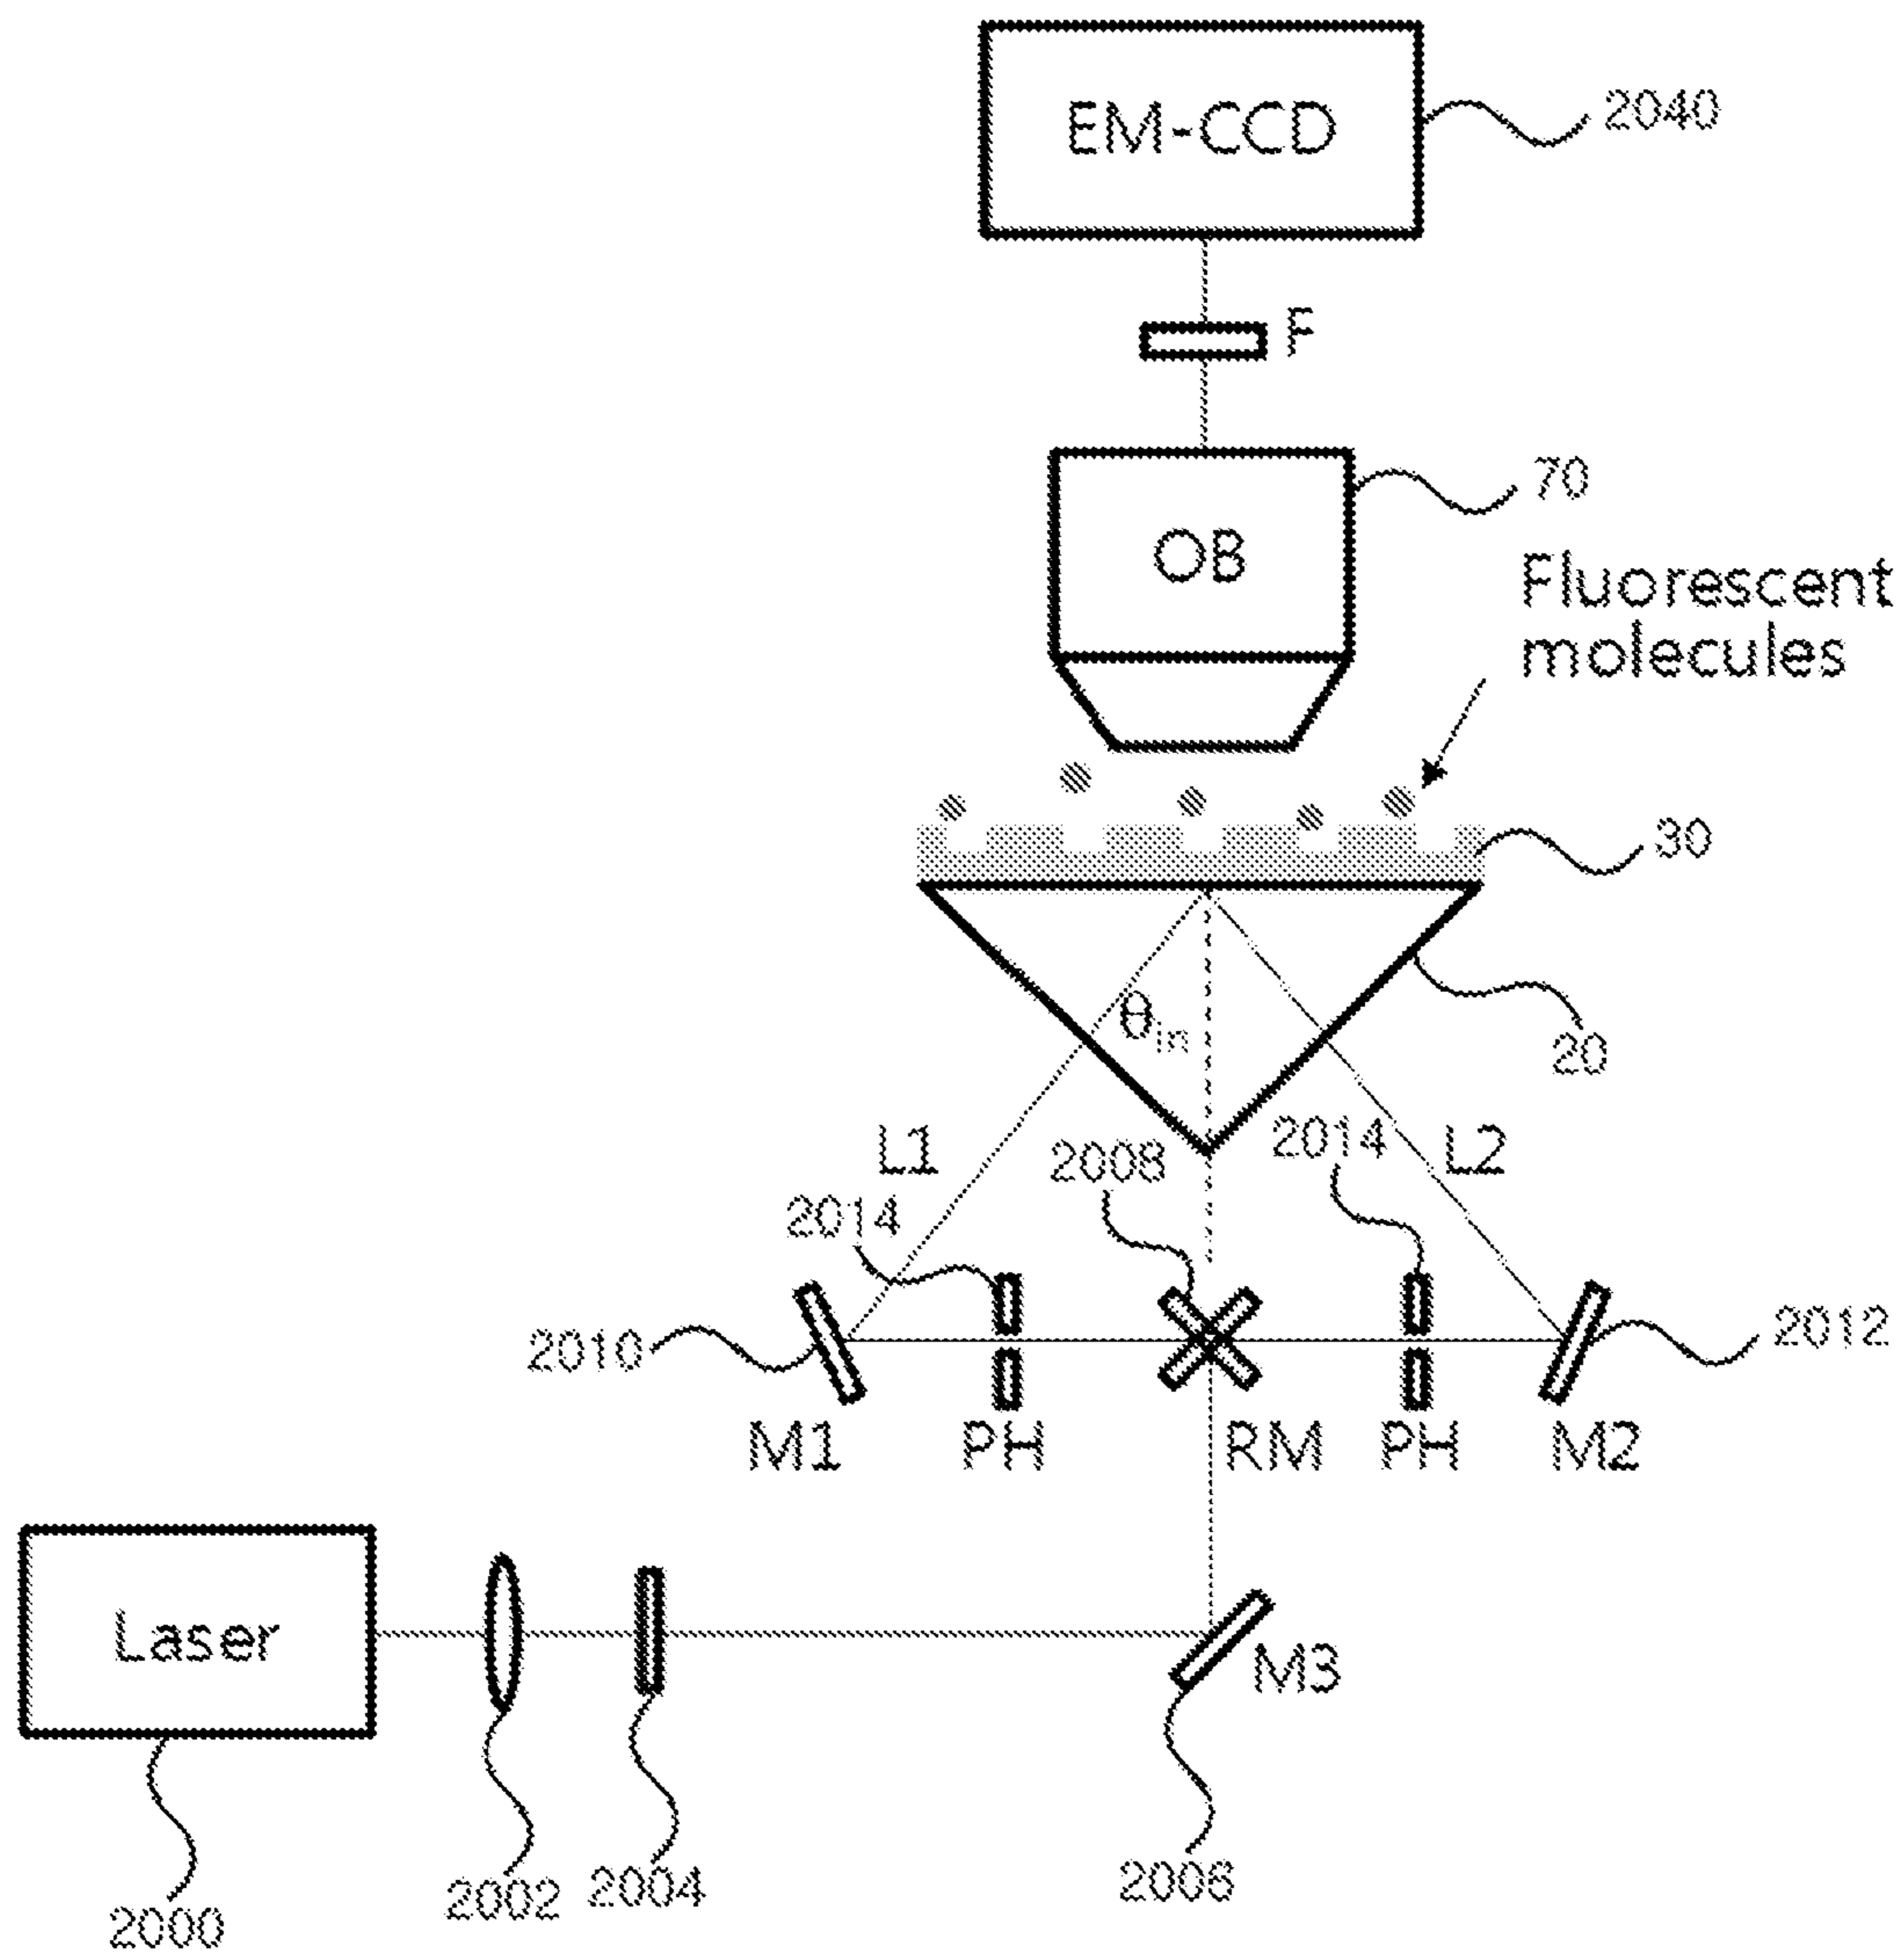 EM-CCD
2040
F
70
OB
Fluorescent
molecules
30
θin
20
L1
2008
2014
L2
2014
2010
2012
M1
PH
RM
PH
M2
Laser
M3
2000
2002
2004
2006